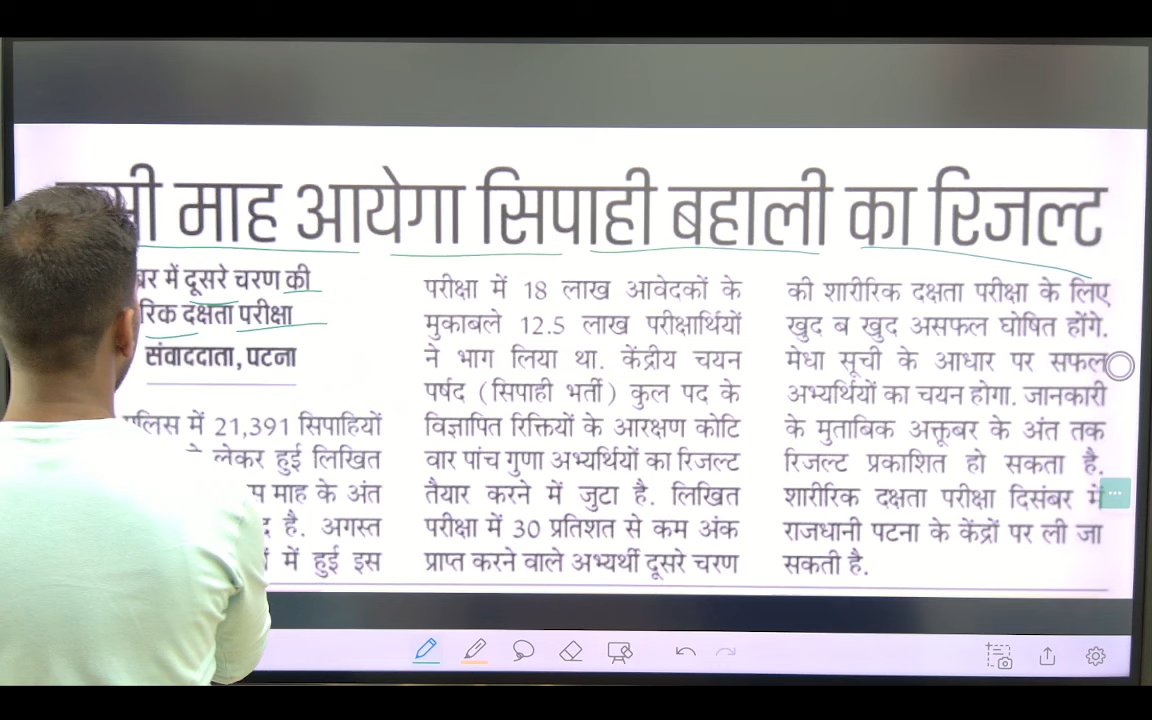 माह आयेगा सिपाही बहाली का रिजल्ट
में दूसरे चरण की
दक्षता परीक्षा
संवाददाता, पटना
में 21,391 सिपाहियों
लेकर हुई लिखित
माह के अंत
है. अगस्त
में हुई इस
परीक्षा में 18 लाख आवेदकों के
मुकाबले 12.5 लाख परीक्षार्थियों
ने भाग लिया था. केंद्रीय चयन
पर्षद (सिपाही भर्ती) कुल पद के
विज्ञापित रिक्तियों के आरक्षण कोटि
वार पांच गुणा अभ्यर्थियों का रिजल्ट
तैयार करने में जुटा है. लिखित
परीक्षा में 30 प्रतिशत से कम अंक
प्राप्त करने वाले अभ्यर्थी दूसरे चरण
की शारीरिक दक्षता परीक्षा के लिए
खुद ब खुद असफल घोषित होंगे.
मेधा सूची के आधार पर सफल
अभ्यर्थियों का चयन होगा. जानकारी
के मुताबिक अक्तूबर के अंत तक
रिजल्ट प्रकाशित हो सकता है.
शारीरिक दक्षता परीक्षा दिसंबर में
राजधानी पटना के केंद्रों पर ली जा
सकती है.